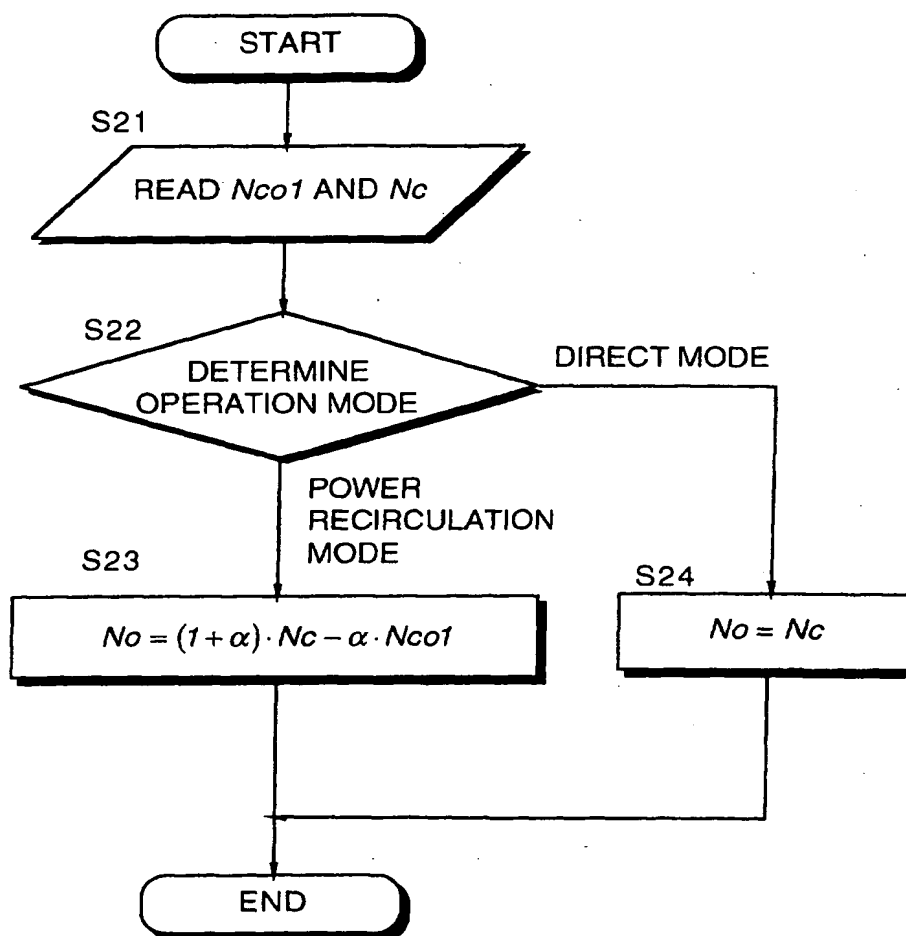 START
S21
READ Nco1 AND Nc
S22
DETERMINE
OPERATION MODE
DIRECT MODE
POWER
RECIRCULATION
MODE
S23
No = (1 + α) · Nc − α · Nco1
S24
No = Nc
END